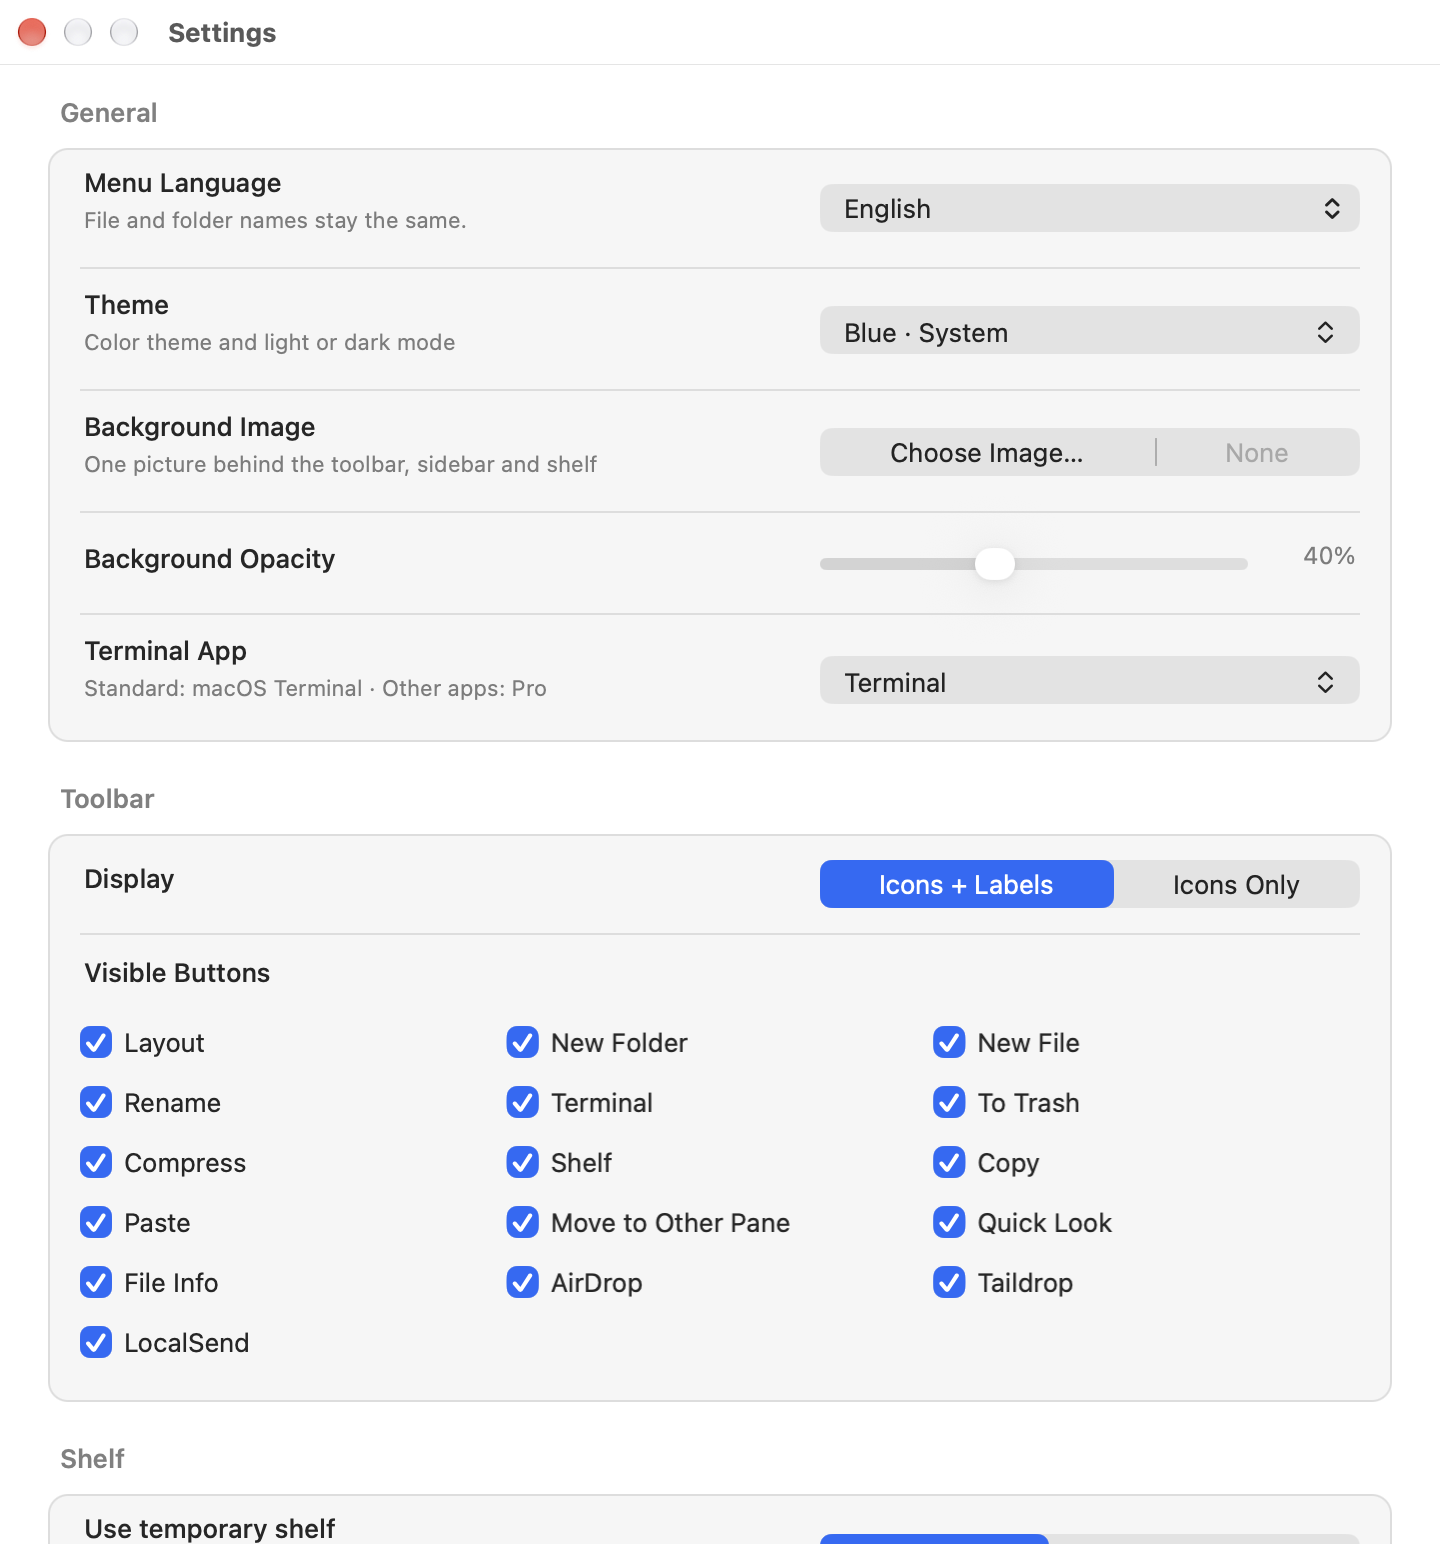 Settings
General
Menu Language
File and folder names stay the same.
English
Theme
Color theme and light or dark mode
Blue · System
Background Image
One picture behind the toolbar, sidebar and shelf
Choose Image...
None
Background Opacity
40%
Terminal App
Standard: macOS Terminal · Other apps: Pro
Terminal
Toolbar
Display
Icons + Labels
Icons Only
Visible Buttons
Layout
New Folder
New File
Rename
Terminal
To Trash
Compress
Shelf
Copy
Paste
Move to Other Pane
Quick Look
File Info
AirDrop
Taildrop
LocalSend
Shelf
Use temporary shelf